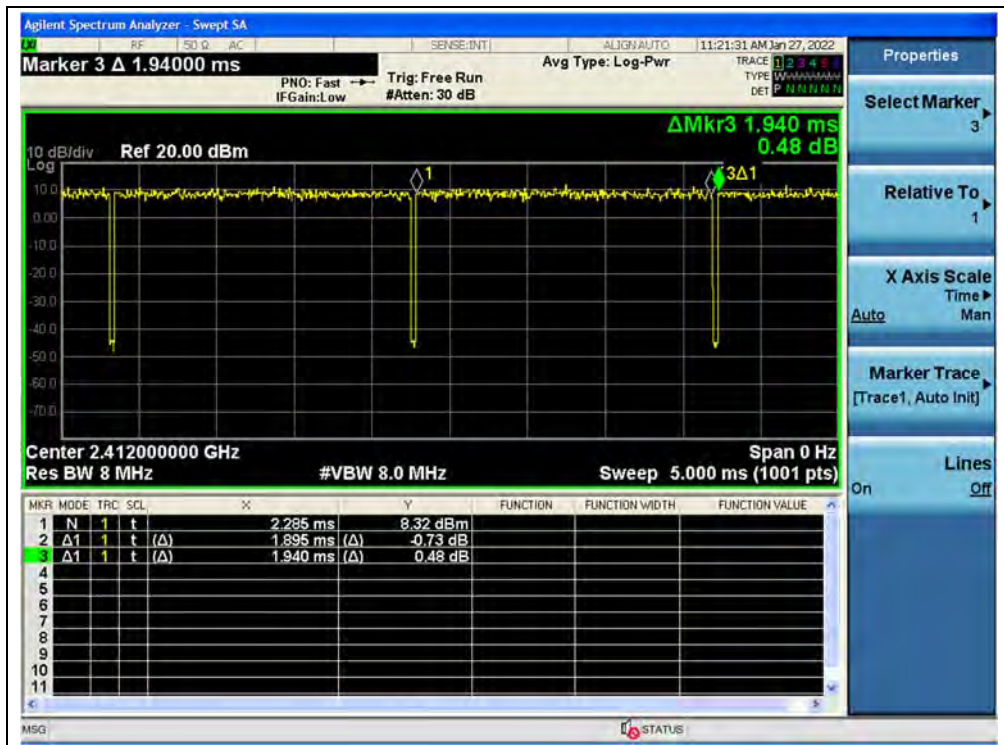 Agilent Spectrum Analyzer - Swept SA
LXI RF 50 Ω AC SENSE:INT ALIGN AUTO 11:21:31 AM Jan 27, 2022
Marker 3 Δ 1.94000 ms
PNO: Fast
IFGain:Low
Trig: Free Run
#Atten: 30 dB
Avg Type: Log-Pwr
TRACE 1 2 3 4 5 6
TYPE W
DET P N N N N N
ΔMkr3 1.940 ms
0.48 dB
10 dB/div Ref 20.00 dBm
Log
1
3Δ1
10.0
0.00
-10.0
-20.0
-30.0
-40.0
-50.0
-60.0
-70.0
Center 2.412000000 GHz Span 0 Hz
Res BW 8 MHz #VBW 8.0 MHz Sweep 5.000 ms (1001 pts)
MKR MODE TRC SCL X Y FUNCTION FUNCTION WIDTH FUNCTION VALUE
1 N 1 t 2.285 ms 8.32 dBm
2 Δ1 1 t (Δ) 1.895 ms (Δ) -0.73 dB
3 Δ1 1 t (Δ) 1.940 ms (Δ) 0.48 dB
4
5
6
7
8
9
10
11
MSG STATUS
Properties
Select Marker
3
Relative To
1
X Axis Scale
Time
Auto Man
Marker Trace
[Trace1, Auto Init]
Lines
On Off